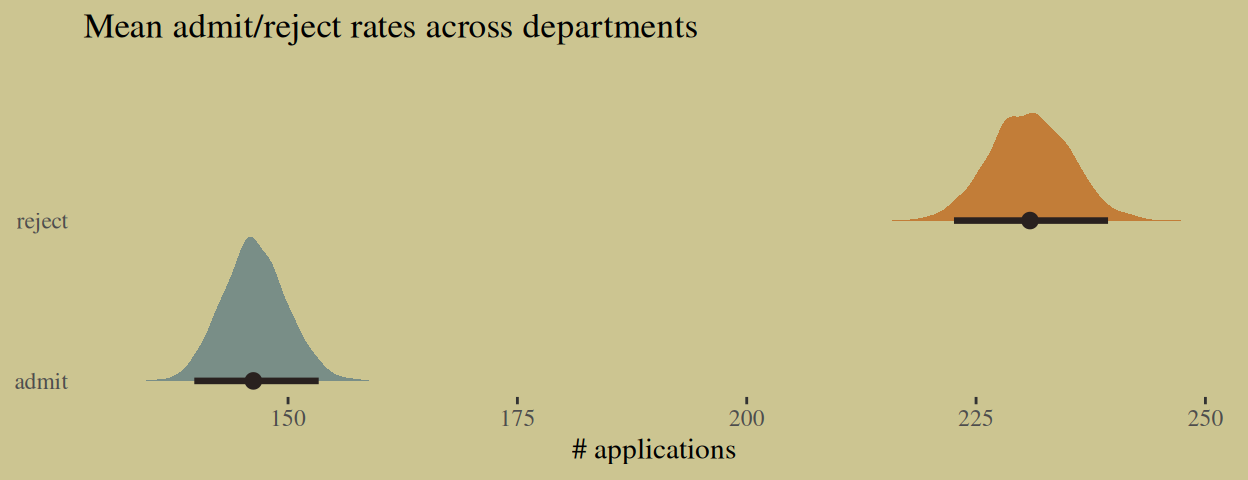 Mean admit/reject rates across departments
reject
admit
150 175 200 225 250
# applications